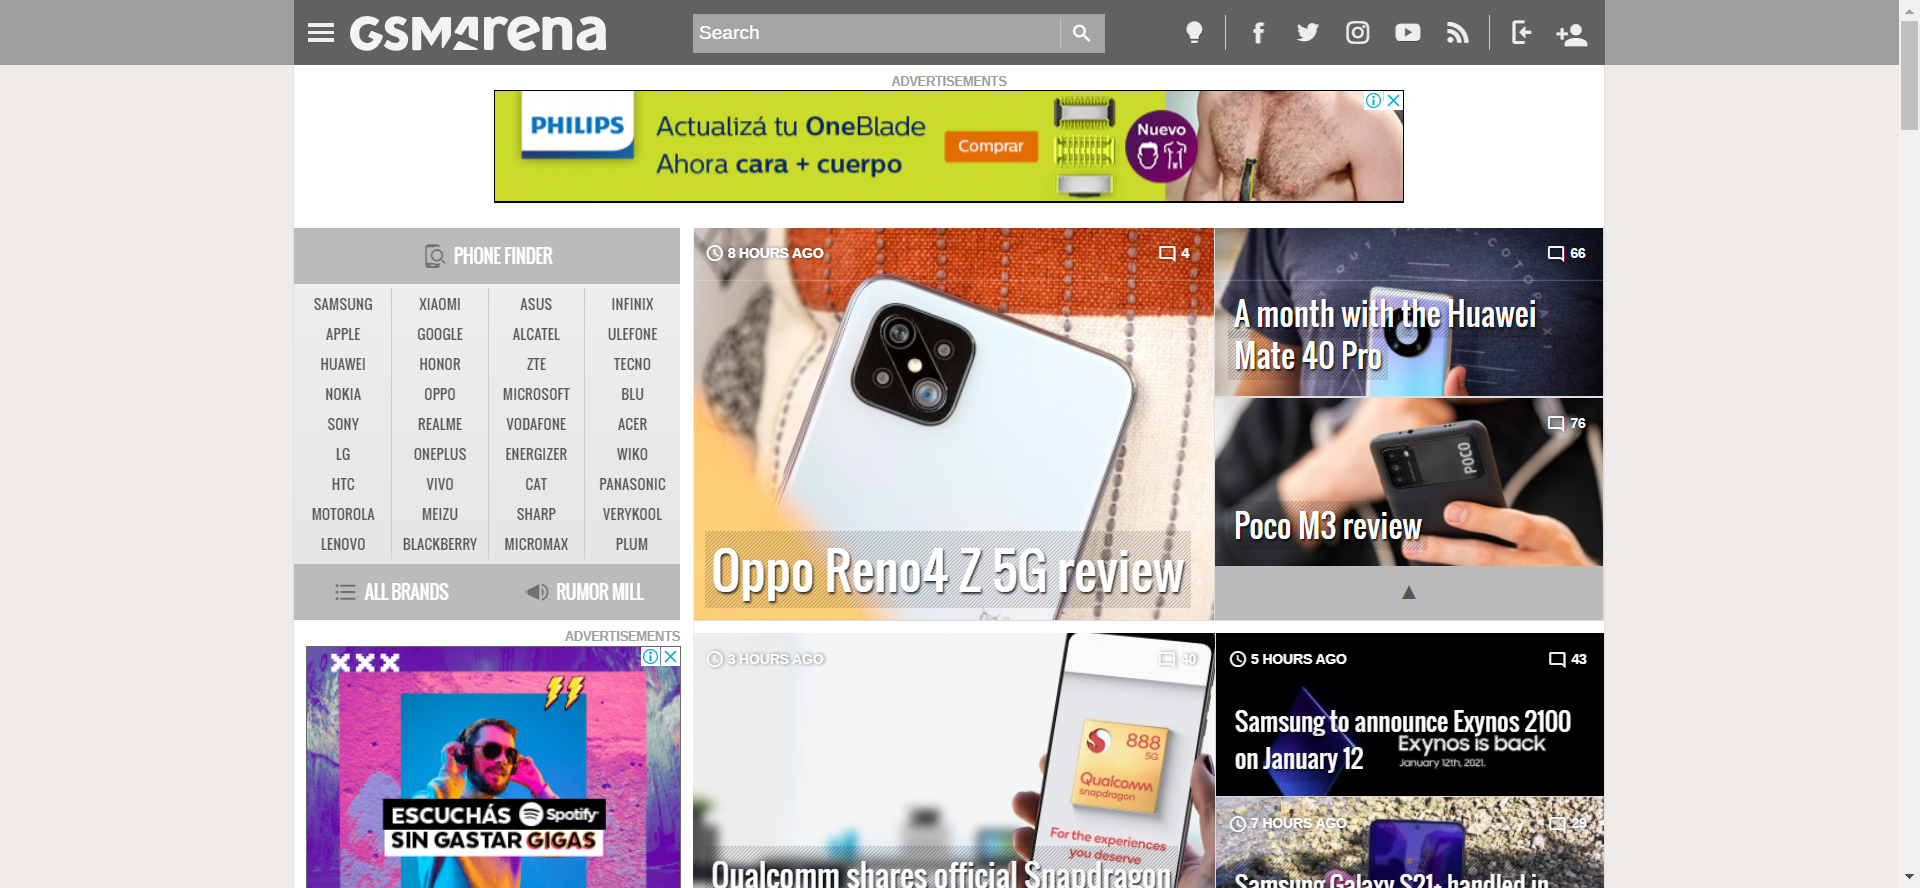 GSMArena
Search
ADVERTISEMENTS
PHILIPS
Actualizá tu OneBlade
Ahora cara + cuerpo
Comprar
Nuevo
PHONE FINDER
SAMSUNG XIAOMI ASUS INFINIX
APPLE GOOGLE ALCATEL ULEFONE
HUAWEI HONOR ZTE TECNO
NOKIA OPPO MICROSOFT BLU
SONY REALME VODAFONE ACER
LG ONEPLUS ENERGIZER WIKO
HTC VIVO CAT PANASONIC
MOTOROLA MEIZU SHARP VERYKOOL
LENOVO BLACKBERRY MICROMAX PLUM
ALL BRANDS RUMOR MILL
8 HOURS AGO 4
Oppo Reno4 Z 5G review
66
A month with the Huawei
Mate 40 Pro
76
POCO
Poco M3 review
▲
ADVERTISEMENTS
XXX
ESCUCHÁS Spotify
SIN GASTAR GIGAS
3 HOURS AGO 40
888
5G
Qualcomm
snapdragon
For the experiences
you deserve
Qualcomm shares official Snapdragon
5 HOURS AGO 43
Samsung to announce Exynos 2100
on January 12
Exynos is back
January 12th, 2021.
7 HOURS AGO 29
Samsung Galaxy S21+ handled in